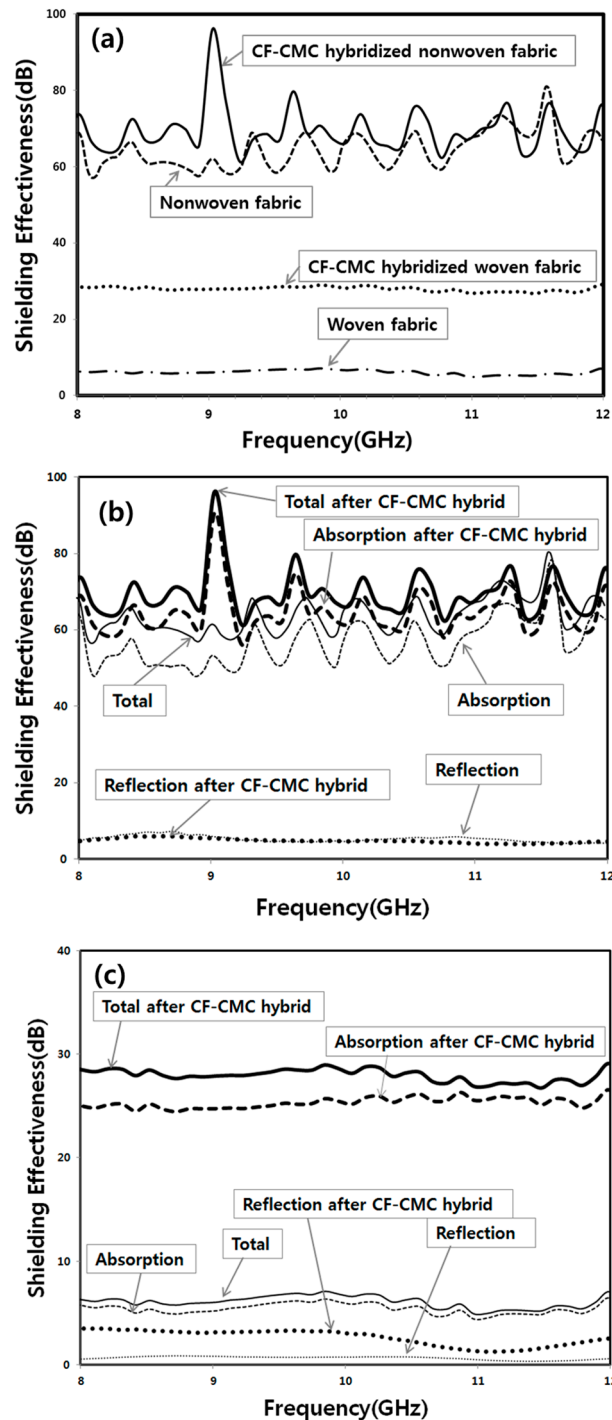 (a)
Shielding Effectiveness(dB)
100
80
60
40
20
0
CF-CMC hybridized nonwoven fabric
Nonwoven fabric
CF-CMC hybridized woven fabric
Woven fabric
8 9 10 11 12
Frequency(GHz)
(b)
Shielding Effectiveness(dB)
100
80
60
40
20
0
Total after CF-CMC hybrid
Absorption after CF-CMC hybrid
Total
Absorption
Reflection after CF-CMC hybrid
Reflection
8 9 10 11 12
Frequency(GHz)
(c)
Shielding Effectiveness(dB)
40
30
20
10
0
Total after CF-CMC hybrid
Absorption after CF-CMC hybrid
Reflection after CF-CMC hybrid
Absorption
Total
Reflection
8 9 10 11 12
Frequency(GHz)